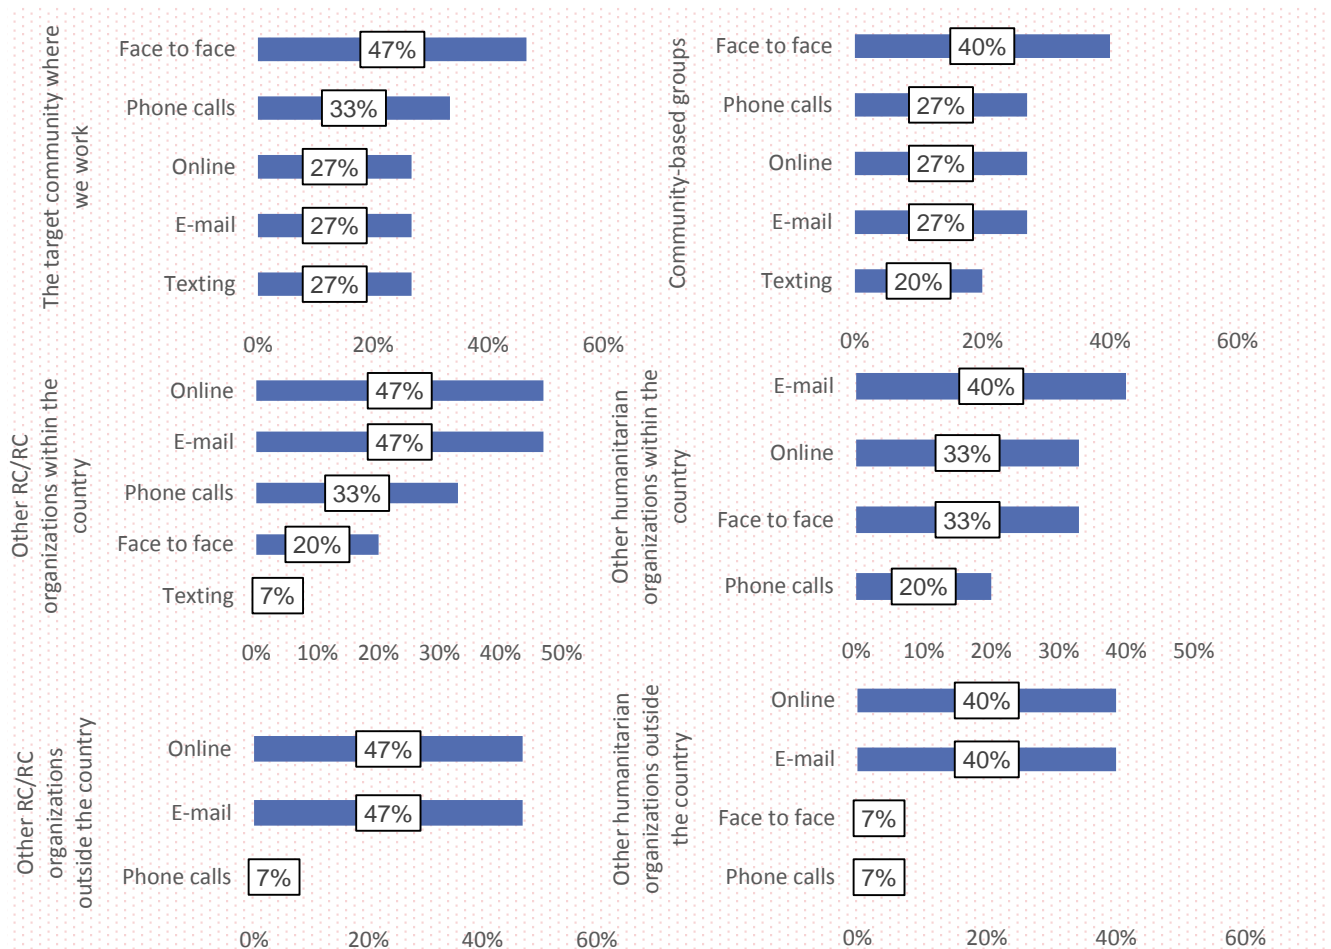 The target community where
we work
Face to face
47%
Phone calls
33%
Online
27%
E-mail
27%
Texting
27%
0% 20% 40% 60%
Community-based groups
Face to face
40%
Phone calls
27%
Online
27%
E-mail
27%
Texting
20%
0% 20% 40% 60%
Other RC/RC
organizations within the
country
Online
47%
E-mail
47%
Phone calls
33%
Face to face
20%
Texting
7%
0% 10% 20% 30% 40% 50%
Other humanitarian
organizations within the
country
E-mail
40%
Online
33%
Face to face
33%
Phone calls
20%
0% 10% 20% 30% 40% 50%
Other RC/RC
organizations
outside the country
Online
47%
E-mail
47%
Phone calls
7%
0% 20% 40% 60%
Other humanitarian
organizations outside
the country
Online
40%
E-mail
40%
Face to face
7%
Phone calls
7%
0% 20% 40% 60%